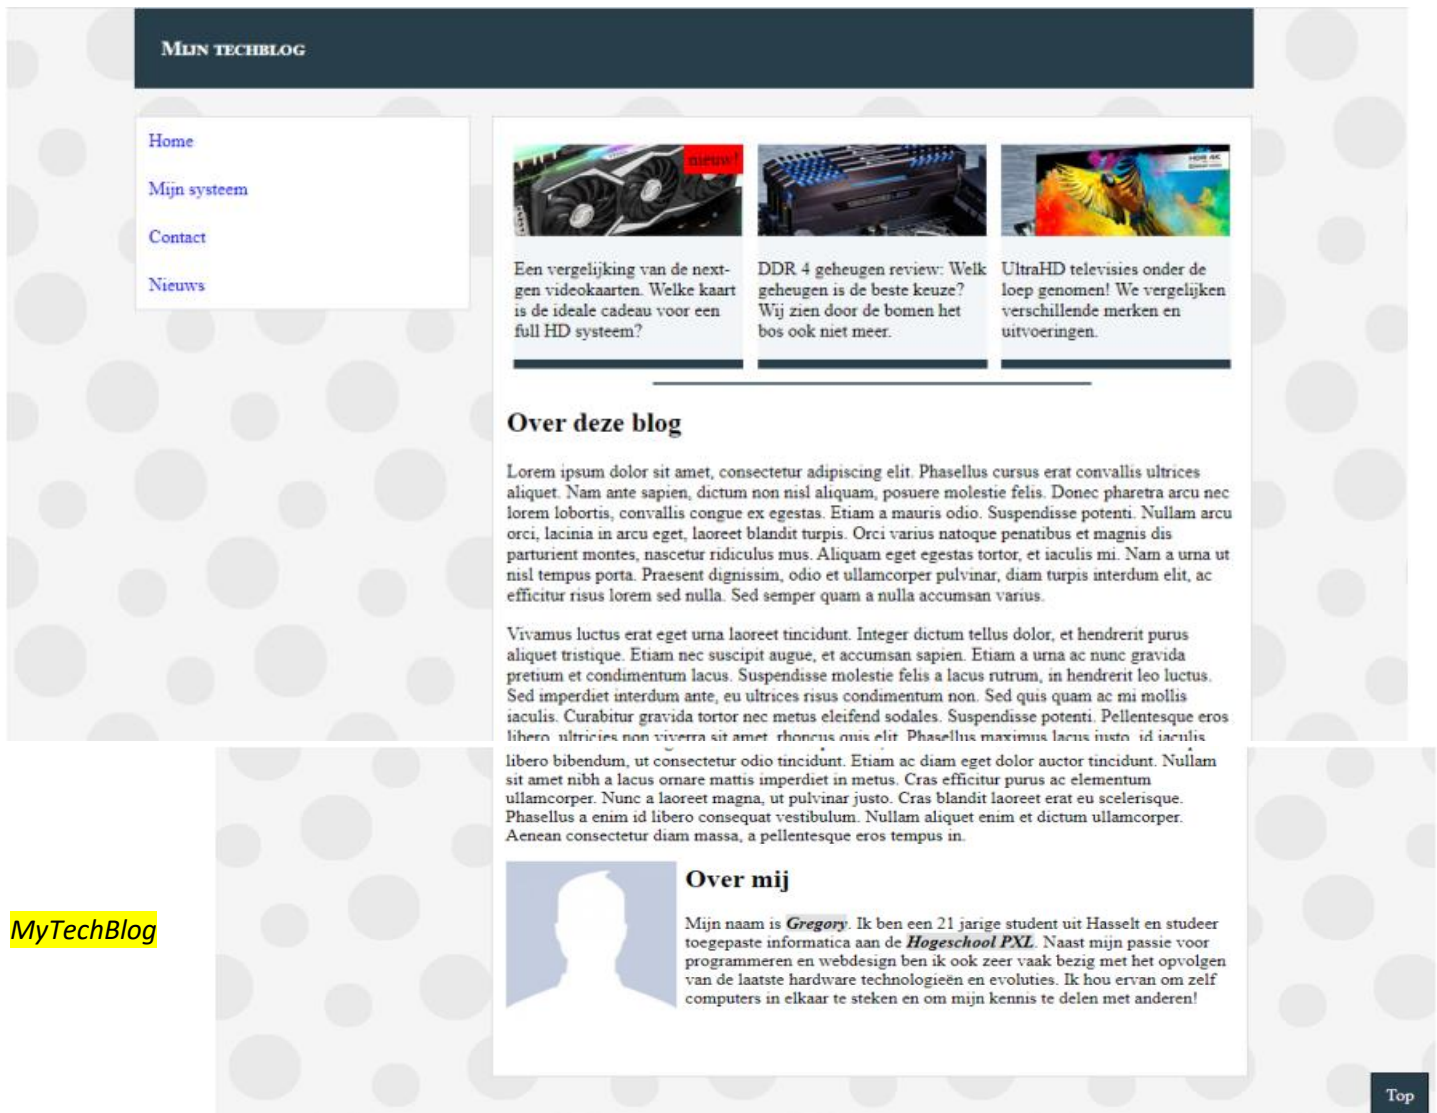 Mijn techblog
Home
Mijn systeem
Contact
Nieuws
nieuw!
HDR 4K
Een vergelijking van de next-
gen videokaarten. Welke kaart
is de ideale cadeau voor een
full HD systeem?
DDR 4 geheugen review: Welk
geheugen is de beste keuze?
Wij zien door de bomen het
bos ook niet meer.
UltraHD televisies onder de
loep genomen! We vergelijken
verschillende merken en
uitvoeringen.
Over deze blog
Lorem ipsum dolor sit amet, consectetur adipiscing elit. Phasellus cursus erat convallis ultrices
aliquet. Nam ante sapien, dictum non nisl aliquam, posuere molestie felis. Donec pharetra arcu nec
lorem lobortis, convallis congue ex egestas. Etiam a mauris odio. Suspendisse potenti. Nullam arcu
orci, lacinia in arcu eget, laoreet blandit turpis. Orci varius natoque penatibus et magnis dis
parturient montes, nascetur ridiculus mus. Aliquam eget egestas tortor, et iaculis mi. Nam a urna ut
nisl tempus porta. Praesent dignissim, odio et ullamcorper pulvinar, diam turpis interdum elit, ac
efficitur risus lorem sed nulla. Sed semper quam a nulla accumsan varius.
Vivamus luctus erat eget urna laoreet tincidunt. Integer dictum tellus dolor, et hendrerit purus
aliquet tristique. Etiam nec suscipit augue, et accumsan sapien. Etiam a urna ac nunc gravida
pretium et condimentum lacus. Suspendisse molestie felis a lacus rutrum, in hendrerit leo luctus.
Sed imperdiet interdum ante, eu ultrices risus condimentum non. Sed quis quam ac mi mollis
iaculis. Curabitur gravida tortor nec metus eleifend sodales. Suspendisse potenti. Pellentesque eros
libero, ultricies non viverra sit amet, rhoncus quis elit. Phasellus maximus lacus justo, id iaculis
libero bibendum, ut consectetur odio tincidunt. Etiam ac diam eget dolor auctor tincidunt. Nullam
sit amet nibh a lacus ornare mattis imperdiet in metus. Cras efficitur purus ac elementum
ullamcorper. Nunc a laoreet magna, ut pulvinar justo. Cras blandit laoreet erat eu scelerisque.
Phasellus a enim id libero consequat vestibulum. Nullam aliquet enim et dictum ullamcorper.
Aenean consectetur diam massa, a pellentesque eros tempus in.
MyTechBlog
Over mij
Mijn naam is Gregory. Ik ben een 21 jarige student uit Hasselt en studeer
toegepaste informatica aan de Hogeschool PXL. Naast mijn passie voor
programmeren en webdesign ben ik ook zeer vaak bezig met het opvolgen
van de laatste hardware technologieën en evoluties. Ik hou ervan om zelf
computers in elkaar te steken en om mijn kennis te delen met anderen!
Top